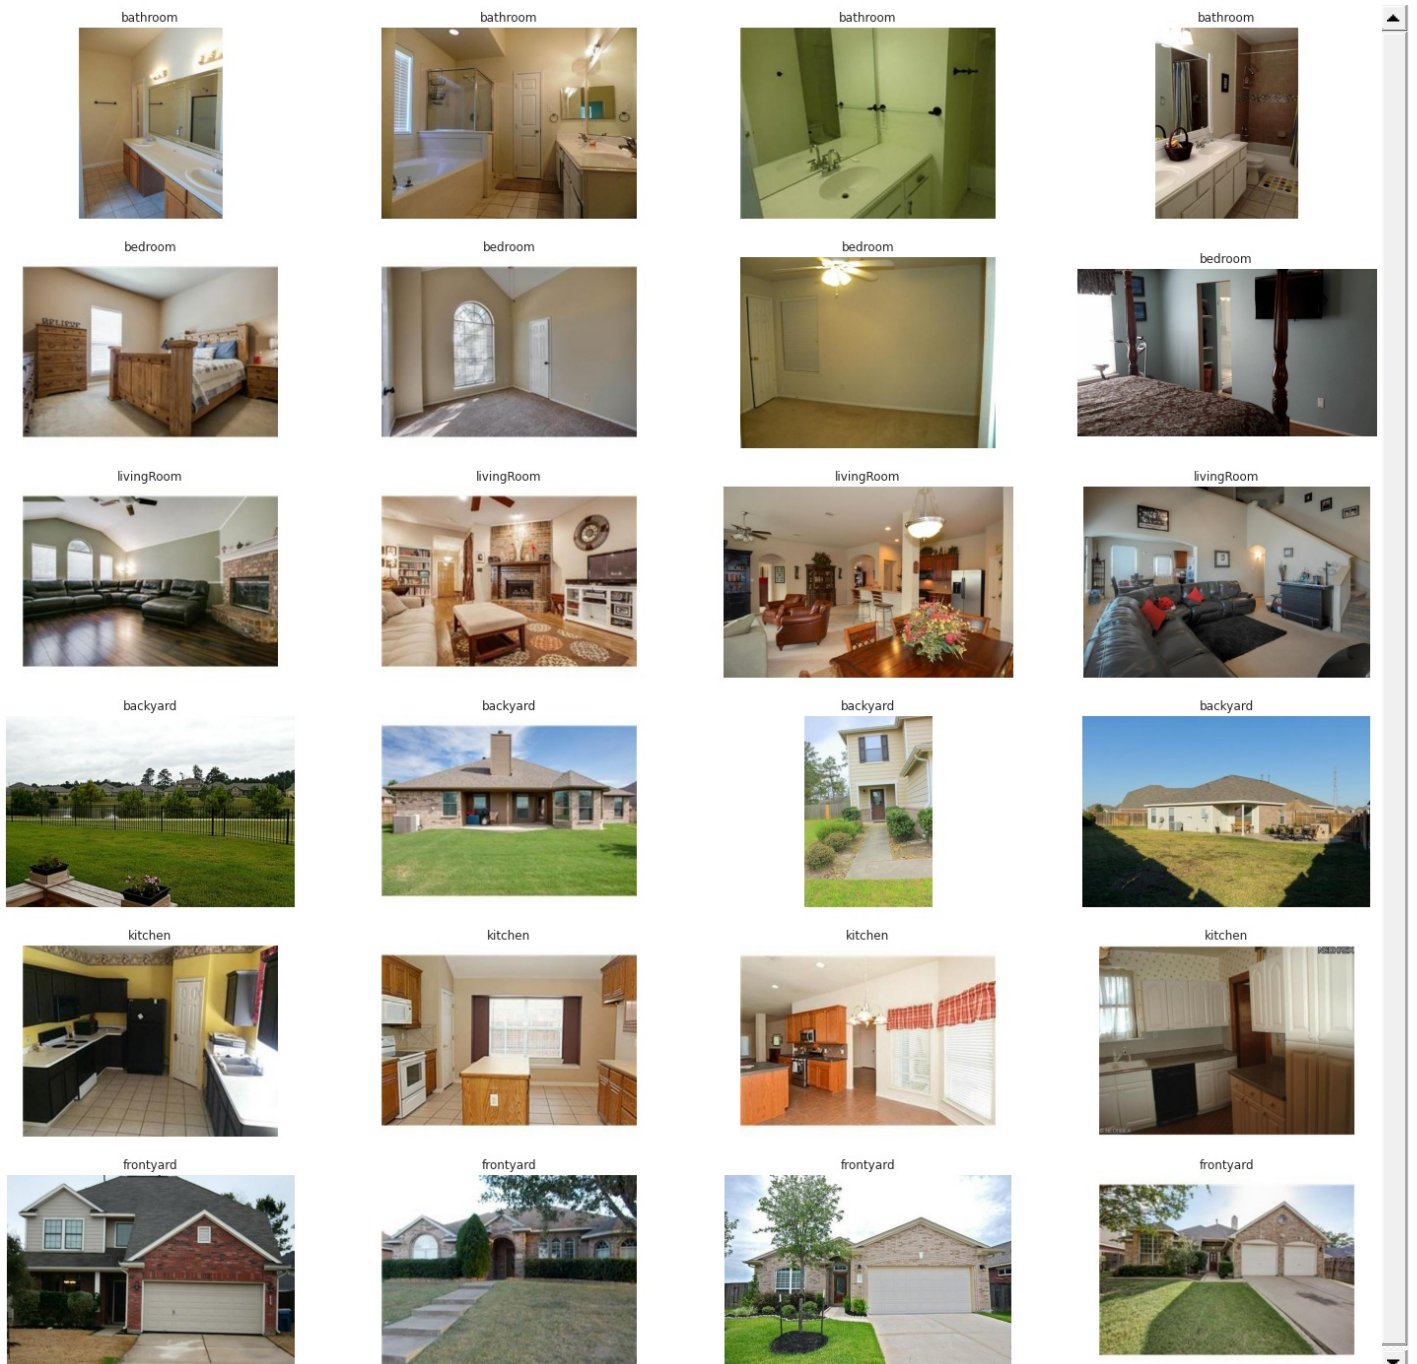 bathroom bathroom bathroom bathroom
bedroom bedroom bedroom bedroom
BELIEVE
livingRoom livingRoom livingRoom livingRoom
backyard backyard backyard backyard
kitchen kitchen kitchen kitchen
frontyard frontyard frontyard frontyard